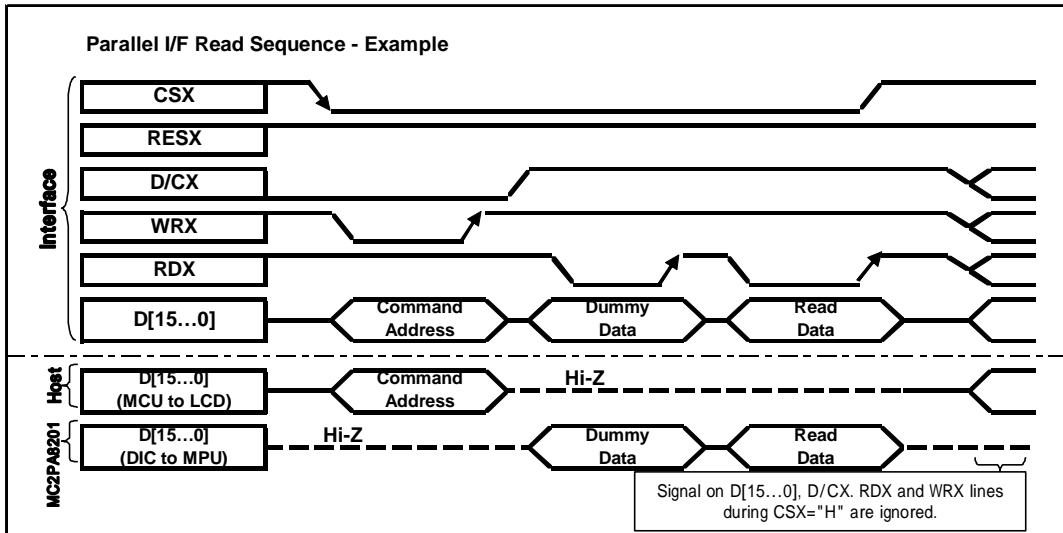 Parallel I/F Read Sequence - Example
Interface
CSX
RESX
D/CX
WRX
RDX
D[15...0]
Command
Address
Dummy
Data
Read
Data
Host
D[15...0]
(MCU to LCD)
Command
Address
Hi-Z
MC2PA8201
D[15...0]
(DIC to MPU)
Hi-Z
Dummy
Data
Read
Data
Signal on D[15...0], D/CX. RDX and WRX lines
during CSX="H" are ignored.